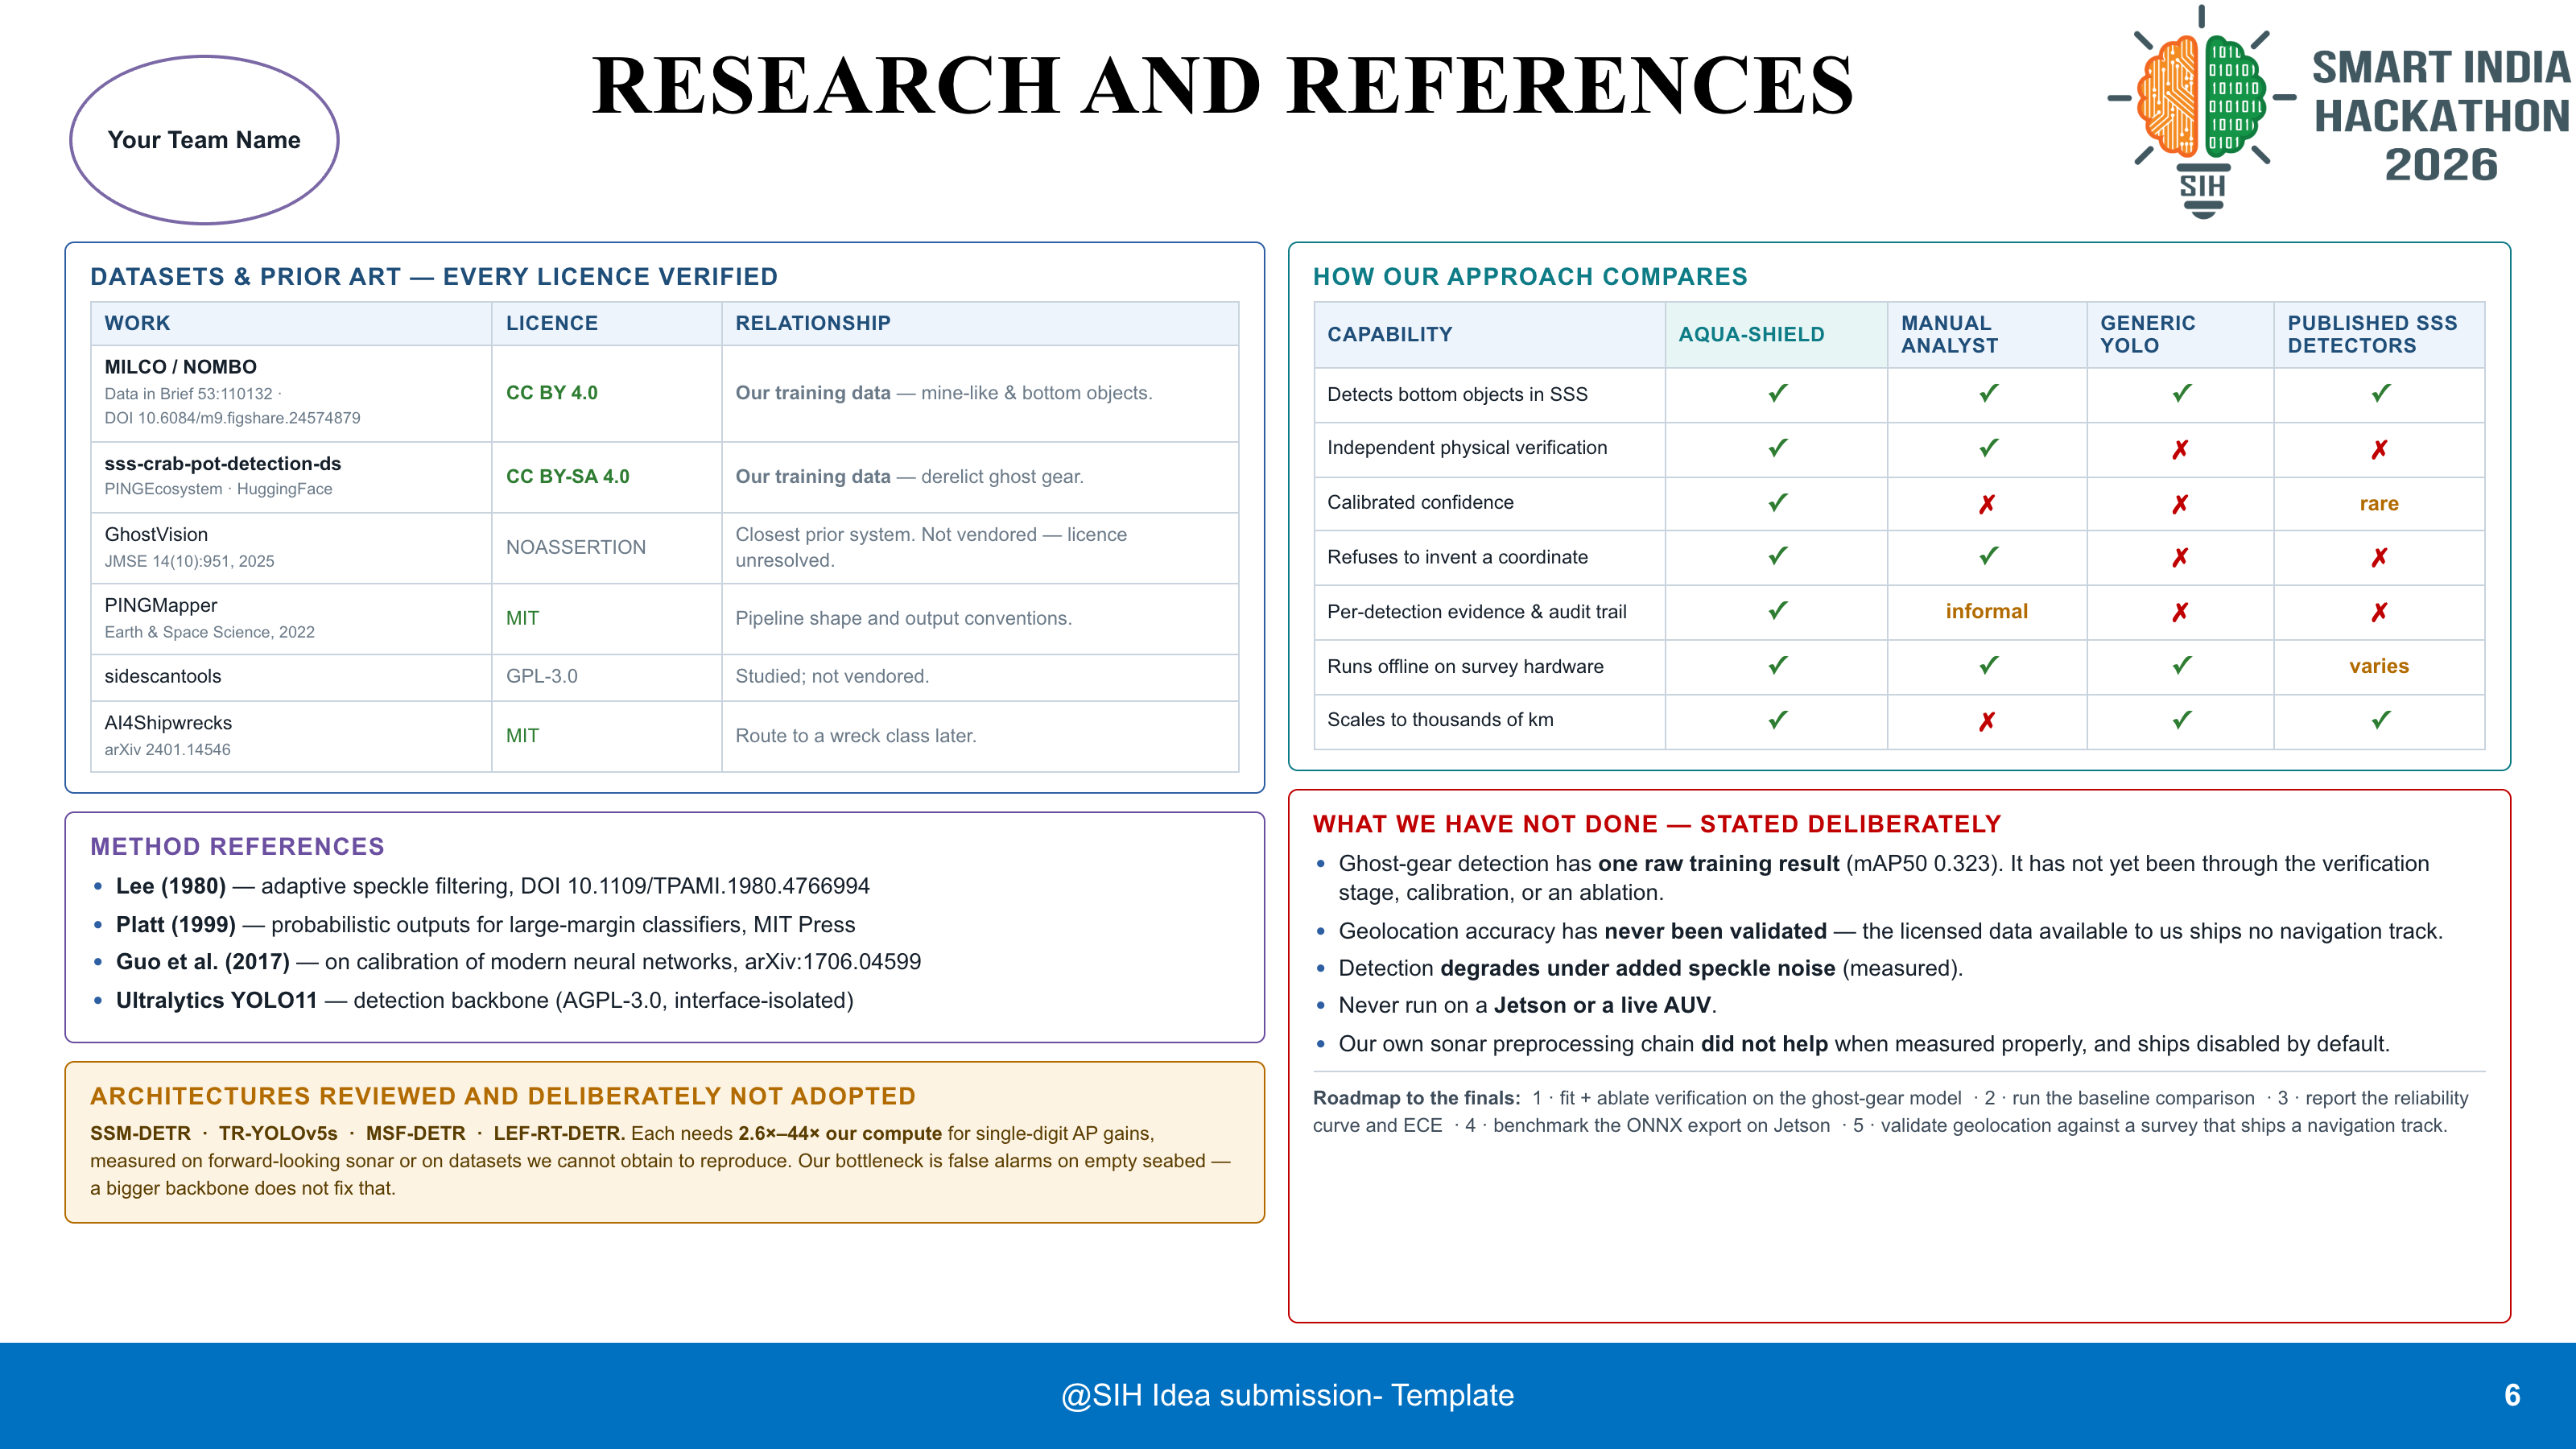 Your Team Name
RESEARCH AND REFERENCES
SIH
SMART INDIA
HACKATHON
2026
DATASETS & PRIOR ART — EVERY LICENCE VERIFIED
WORK LICENCE RELATIONSHIP
MILCO / NOMBO
Data in Brief 53:110132 ·
DOI 10.6084/m9.figshare.24574879
CC BY 4.0
Our training data — mine-like & bottom objects.
sss-crab-pot-detection-ds
PINGEcosystem · HuggingFace
CC BY-SA 4.0
Our training data — derelict ghost gear.
GhostVision
JMSE 14(10):951, 2025
NOASSERTION
Closest prior system. Not vendored — licence
unresolved.
PINGMapper
Earth & Space Science, 2022
MIT
Pipeline shape and output conventions.
sidescantools GPL-3.0 Studied; not vendored.
AI4Shipwrecks
arXiv 2401.14546
MIT
Route to a wreck class later.
METHOD REFERENCES
• Lee (1980) — adaptive speckle filtering, DOI 10.1109/TPAMI.1980.4766994
• Platt (1999) — probabilistic outputs for large-margin classifiers, MIT Press
• Guo et al. (2017) — on calibration of modern neural networks, arXiv:1706.04599
• Ultralytics YOLO11 — detection backbone (AGPL-3.0, interface-isolated)
ARCHITECTURES REVIEWED AND DELIBERATELY NOT ADOPTED
SSM-DETR · TR-YOLOv5s · MSF-DETR · LEF-RT-DETR. Each needs 2.6×–44× our compute for single-digit AP gains,
measured on forward-looking sonar or on datasets we cannot obtain to reproduce. Our bottleneck is false alarms on empty seabed —
a bigger backbone does not fix that.
HOW OUR APPROACH COMPARES
CAPABILITY AQUA-SHIELD MANUAL ANALYST GENERIC YOLO PUBLISHED SSS DETECTORS
Detects bottom objects in SSS ✓ ✓ ✓ ✓
Independent physical verification ✓ ✓ ✗ ✗
Calibrated confidence ✓ ✗ ✗ rare
Refuses to invent a coordinate ✓ ✓ ✗ ✗
Per-detection evidence & audit trail ✓ informal ✗ ✗
Runs offline on survey hardware ✓ ✓ ✓ varies
Scales to thousands of km ✓ ✗ ✓ ✓
WHAT WE HAVE NOT DONE — STATED DELIBERATELY
• Ghost-gear detection has one raw training result (mAP50 0.323). It has not yet been through the verification
stage, calibration, or an ablation.
• Geolocation accuracy has never been validated — the licensed data available to us ships no navigation track.
• Detection degrades under added speckle noise (measured).
• Never run on a Jetson or a live AUV.
• Our own sonar preprocessing chain did not help when measured properly, and ships disabled by default.
Roadmap to the finals: 1 · fit + ablate verification on the ghost-gear model · 2 · run the baseline comparison · 3 · report the reliability
curve and ECE · 4 · benchmark the ONNX export on Jetson · 5 · validate geolocation against a survey that ships a navigation track.
@SIH Idea submission- Template
6